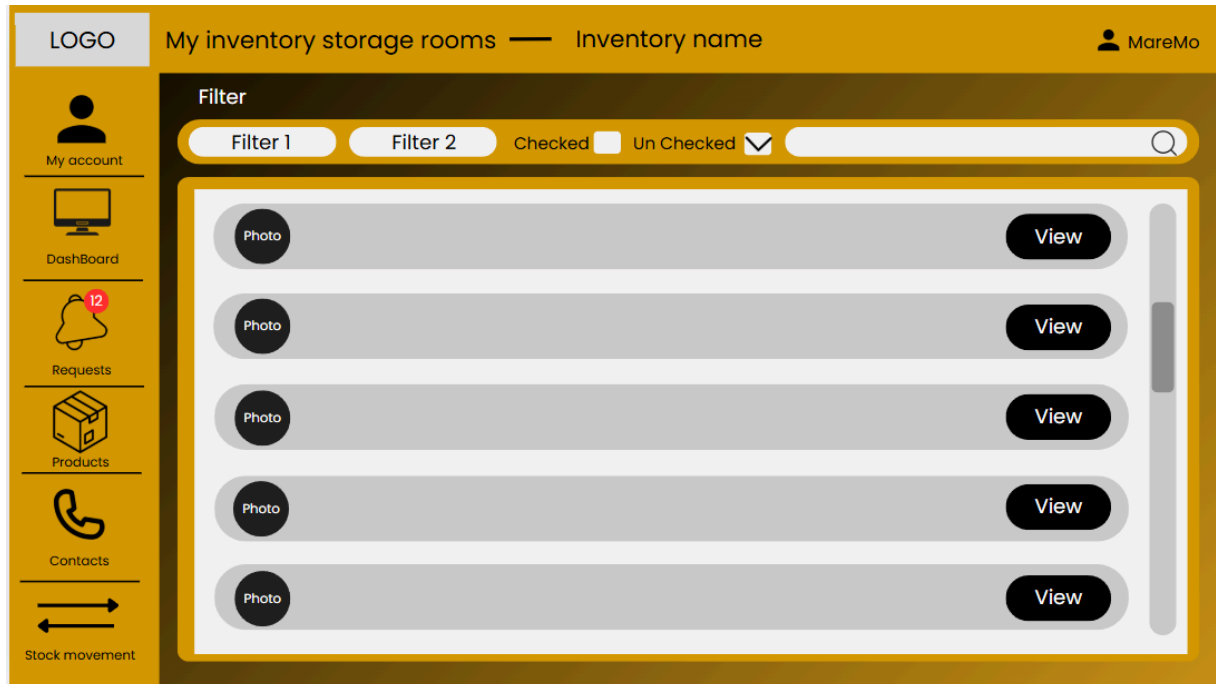 LOGO
My inventory storage rooms — Inventory name
MareMo
Filter
Filter 1
Filter 2
Checked
Un Checked
My account
DashBoard
12
Requests
Products
Contacts
Stock movement
Photo
View
Photo
View
Photo
View
Photo
View
Photo
View